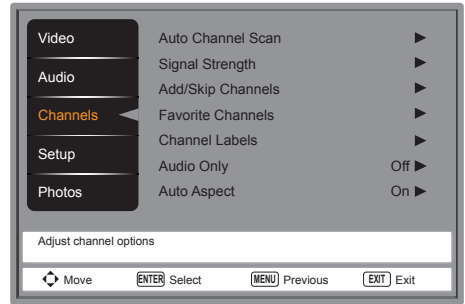 Video
Audio
Channels
Setup
Photos
Auto Channel Scan
Signal Strength
Add/Skip Channels
Favorite Channels
Channel Labels
Audio Only Off
Auto Aspect On
Adjust channel options
Move ENTER Select MENU Previous EXIT Exit